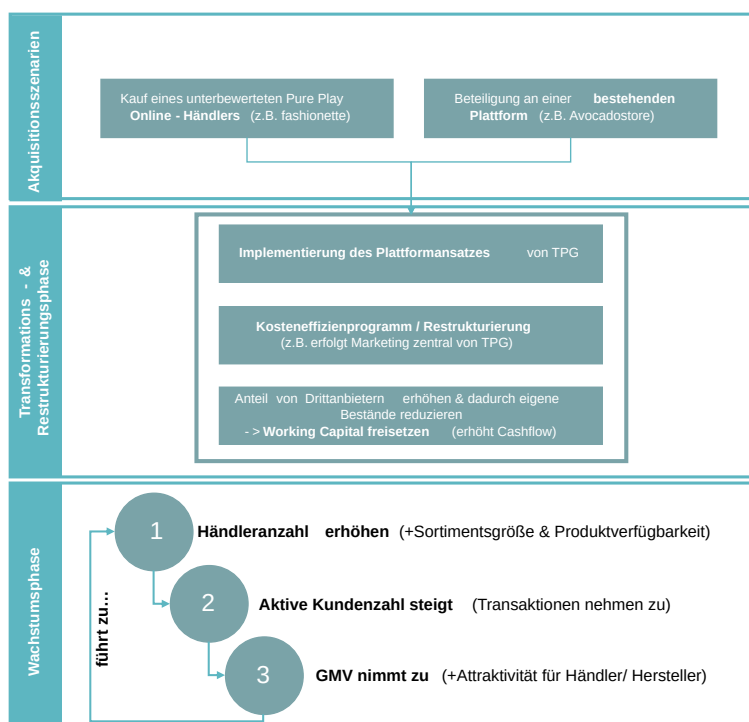 Akquisitionsszenarien
Kauf eines unterbewerteten Pure Play
Online - Händlers (z.B. fashionette)
Beteiligung an einer bestehenden
Plattform (z.B. Avocadostore)
Transformations - &
Restrukturierungsphase
Implementierung des Plattformansatzes von TPG
Kosteneffizienprogramm / Restrukturierung
(z.B. erfolgt Marketing zentral von TPG)
Anteil von Drittanbietern erhöhen & dadurch eigene
Bestände reduzieren
- > Working Capital freisetzen (erhöht Cashflow)
Wachstumsphase
führt zu…
1
Händleranzahl erhöhen (+Sortimentsgröße & Produktverfügbarkeit)
2
Aktive Kundenzahl steigt (Transaktionen nehmen zu)
3
GMV nimmt zu (+Attraktivität für Händler/ Hersteller)